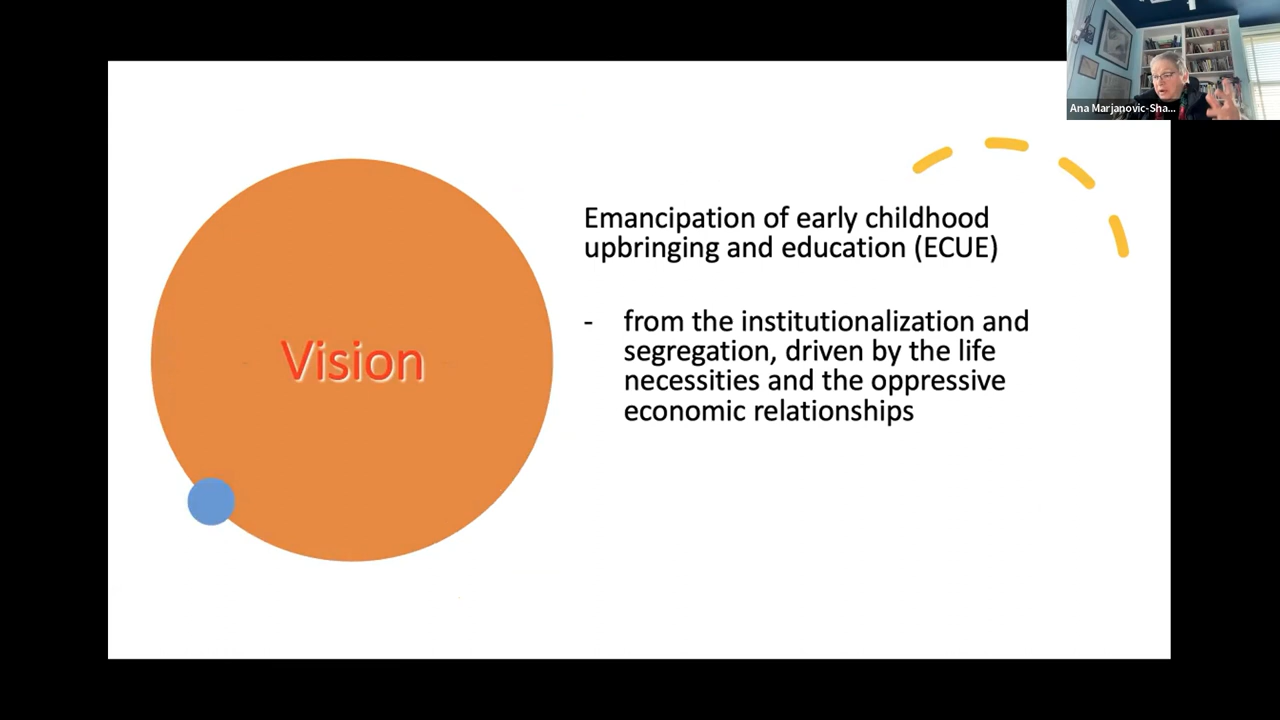 Ana Marjanovic-Sha...
Emancipation of early childhood
upbringing and education (ECUE)
- from the institutionalization and
segregation, driven by the life
necessities and the oppressive
economic relationships
Vision